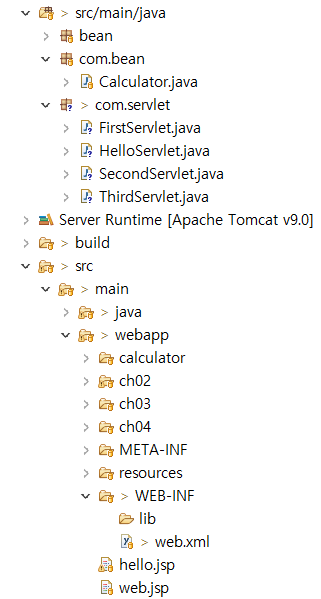 > src/main/java
> bean
com.bean
Calculator.java
> com.servlet
FirstServlet.java
HelloServlet.java
SecondServlet.java
ThirdServlet.java
Server Runtime [Apache Tomcat v9.0]
> build
> src
> main
> java
> webapp
calculator
ch02
ch03
ch04
META-INF
resources
> WEB-INF
lib
> web.xml
hello.jsp
web.jsp